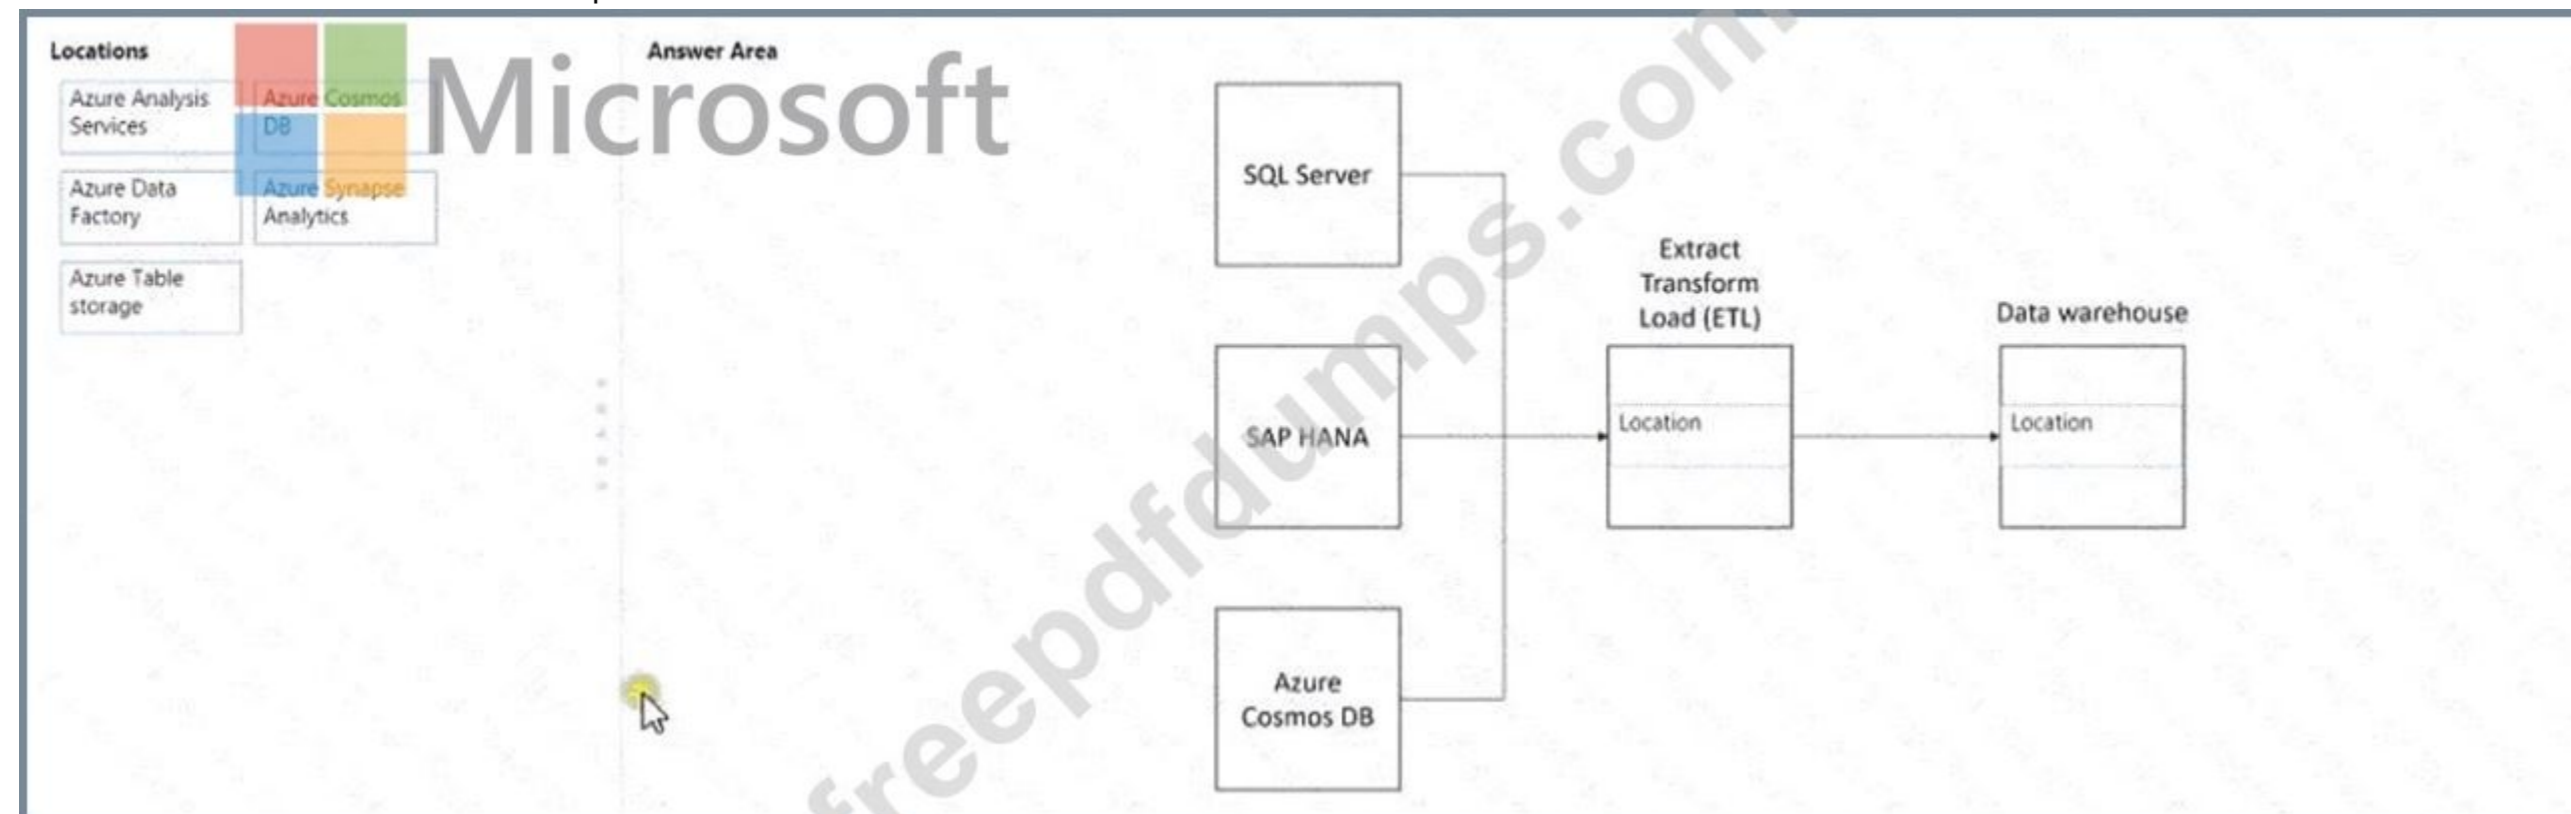 Locations
Answer Area
Microsoft
Azure Analysis
Services
Azure Cosmos
DB
Azure Data
Factory
Azure Synapse
Analytics
Azure Table
storage
SQL Server
SAP HANA
Azure
Cosmos DB
Extract
Transform
Load (ETL)
Location
Data warehouse
Location
freepdfdumps.com